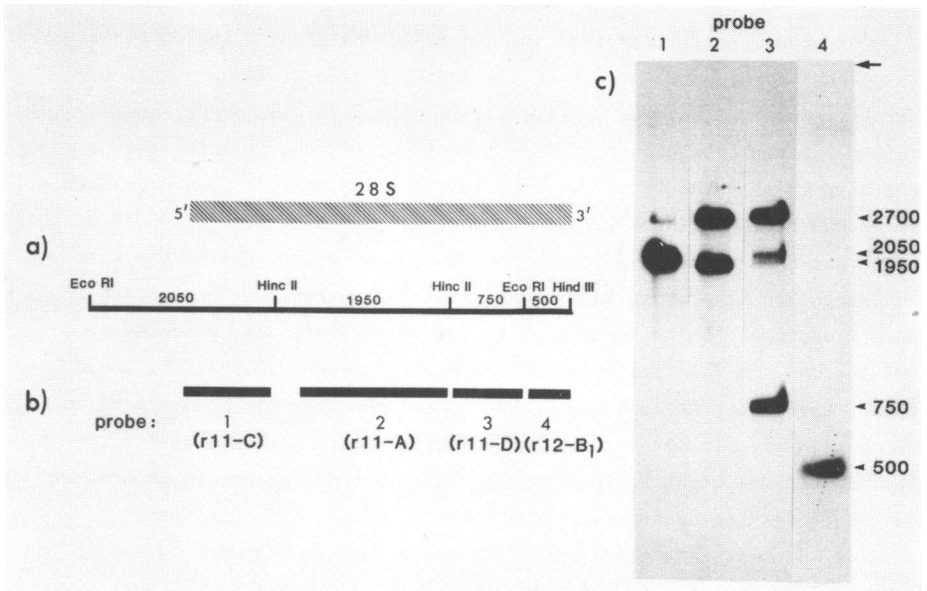 probe
1 2 3 4
c)
28S
5' 3'
a)
Eco RI Hinc II Hinc II Eco RI Hind III
2050 1950 750 500
2700
2050
1950
750
500
b)
probe: 1 2 3 4
(r11-C) (r11-A) (r11-D) (r12-B1)